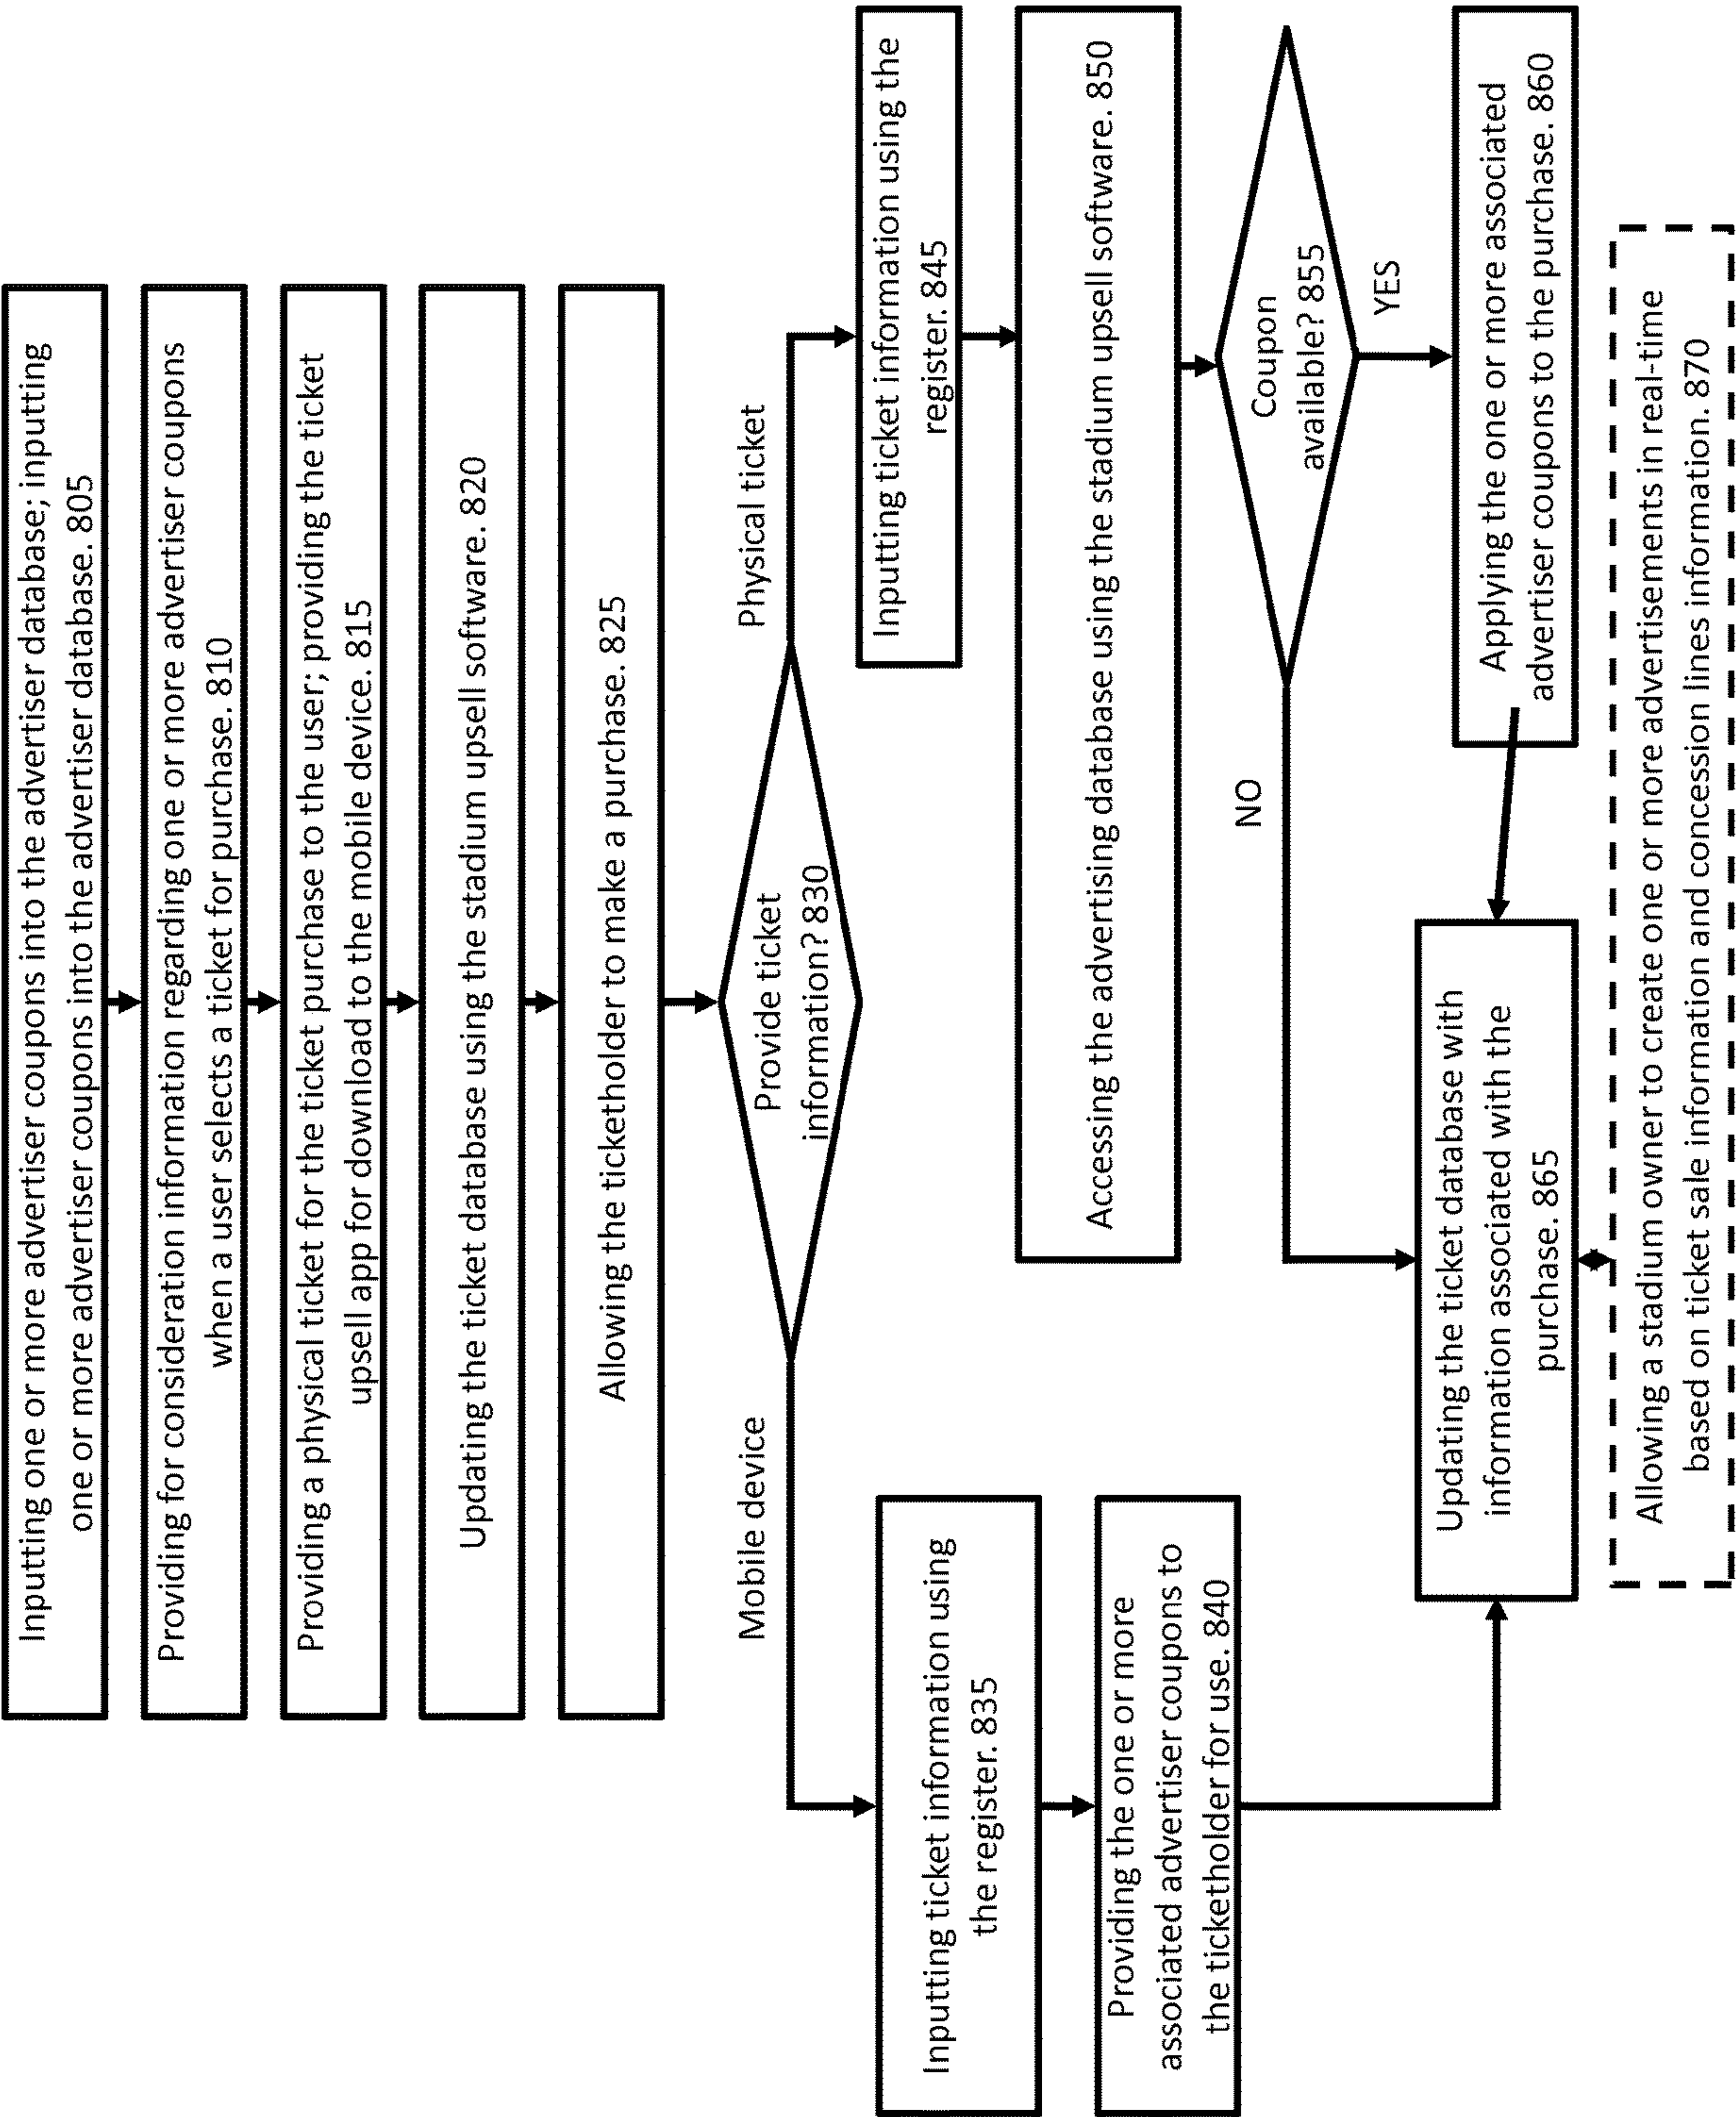 Inputting one or more advertiser coupons into the advertiser database; inputting
one or more advertiser coupons into the advertiser database. 805
Providing for consideration information regarding one or more advertiser coupons
when a user selects a ticket for purchase. 810
Providing a physical ticket for the ticket purchase to the user; providing the ticket
upsell app for download to the mobile device. 815
Updating the ticket database using the stadium upsell software. 820
Allowing the ticketholder to make a purchase. 825
Provide ticket
information? 830
Mobile device
Physical ticket
Inputting ticket information using
the register. 835
Providing the one or more
associated advertiser coupons to
the ticketholder for use. 840
Inputting ticket information using the
register. 845
Accessing the advertising database using the stadium upsell software. 850
Coupon
available? 855
NO
YES
Applying the one or more associated
advertiser coupons to the purchase. 860
Updating the ticket database with
information associated with the
purchase. 865
Allowing a stadium owner to create one or more advertisements in real-time
based on ticket sale information and concession lines information. 870